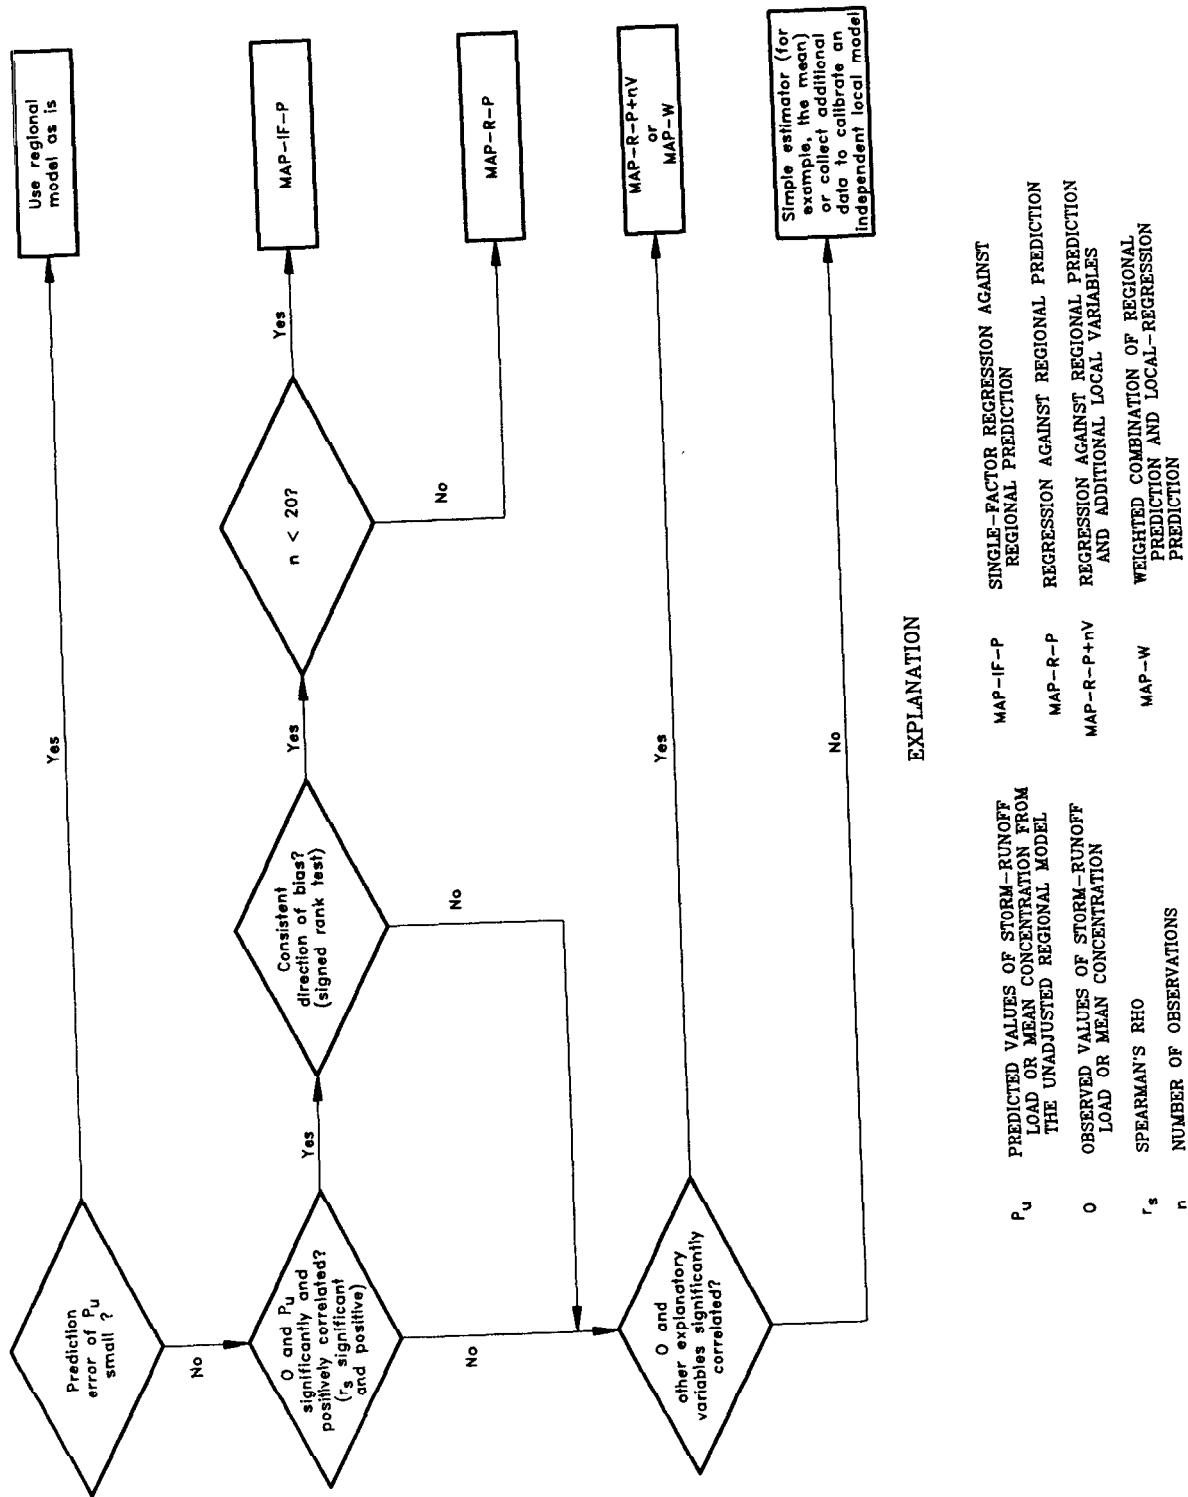 Prediction
error of Pu
small ?
Yes
Use regional
model as is
No
O and Pu
significantly and
positively correlated?
(rs significant
and positive)
Yes
Consistent
direction of bias?
(signed rank test)
Yes
n < 20?
Yes
MAP-IF-P
No
MAP-R-P
No
No
O and
other explanatory
variables significantly
correlated?
Yes
MAP-R-P+nV
or
MAP-W
No
Simple estimator (for
example, the mean)
or collect additional
data to calibrate an
independent local model
EXPLANATION
Pu PREDICTED VALUES OF STORM-RUNOFF
LOAD OR MEAN CONCENTRATION FROM
THE UNADJUSTED REGIONAL MODEL
O OBSERVED VALUES OF STORM-RUNOFF
LOAD OR MEAN CONCENTRATION
rs SPEARMAN'S RHO
n NUMBER OF OBSERVATIONS
MAP-IF-P SINGLE-FACTOR REGRESSION AGAINST
REGIONAL PREDICTION
MAP-R-P REGRESSION AGAINST REGIONAL PREDICTION
MAP-R-P+nV REGRESSION AGAINST REGIONAL PREDICTION
AND ADDITIONAL LOCAL VARIABLES
MAP-W WEIGHTED COMBINATION OF REGIONAL
PREDICTION AND LOCAL-REGRESSION
PREDICTION